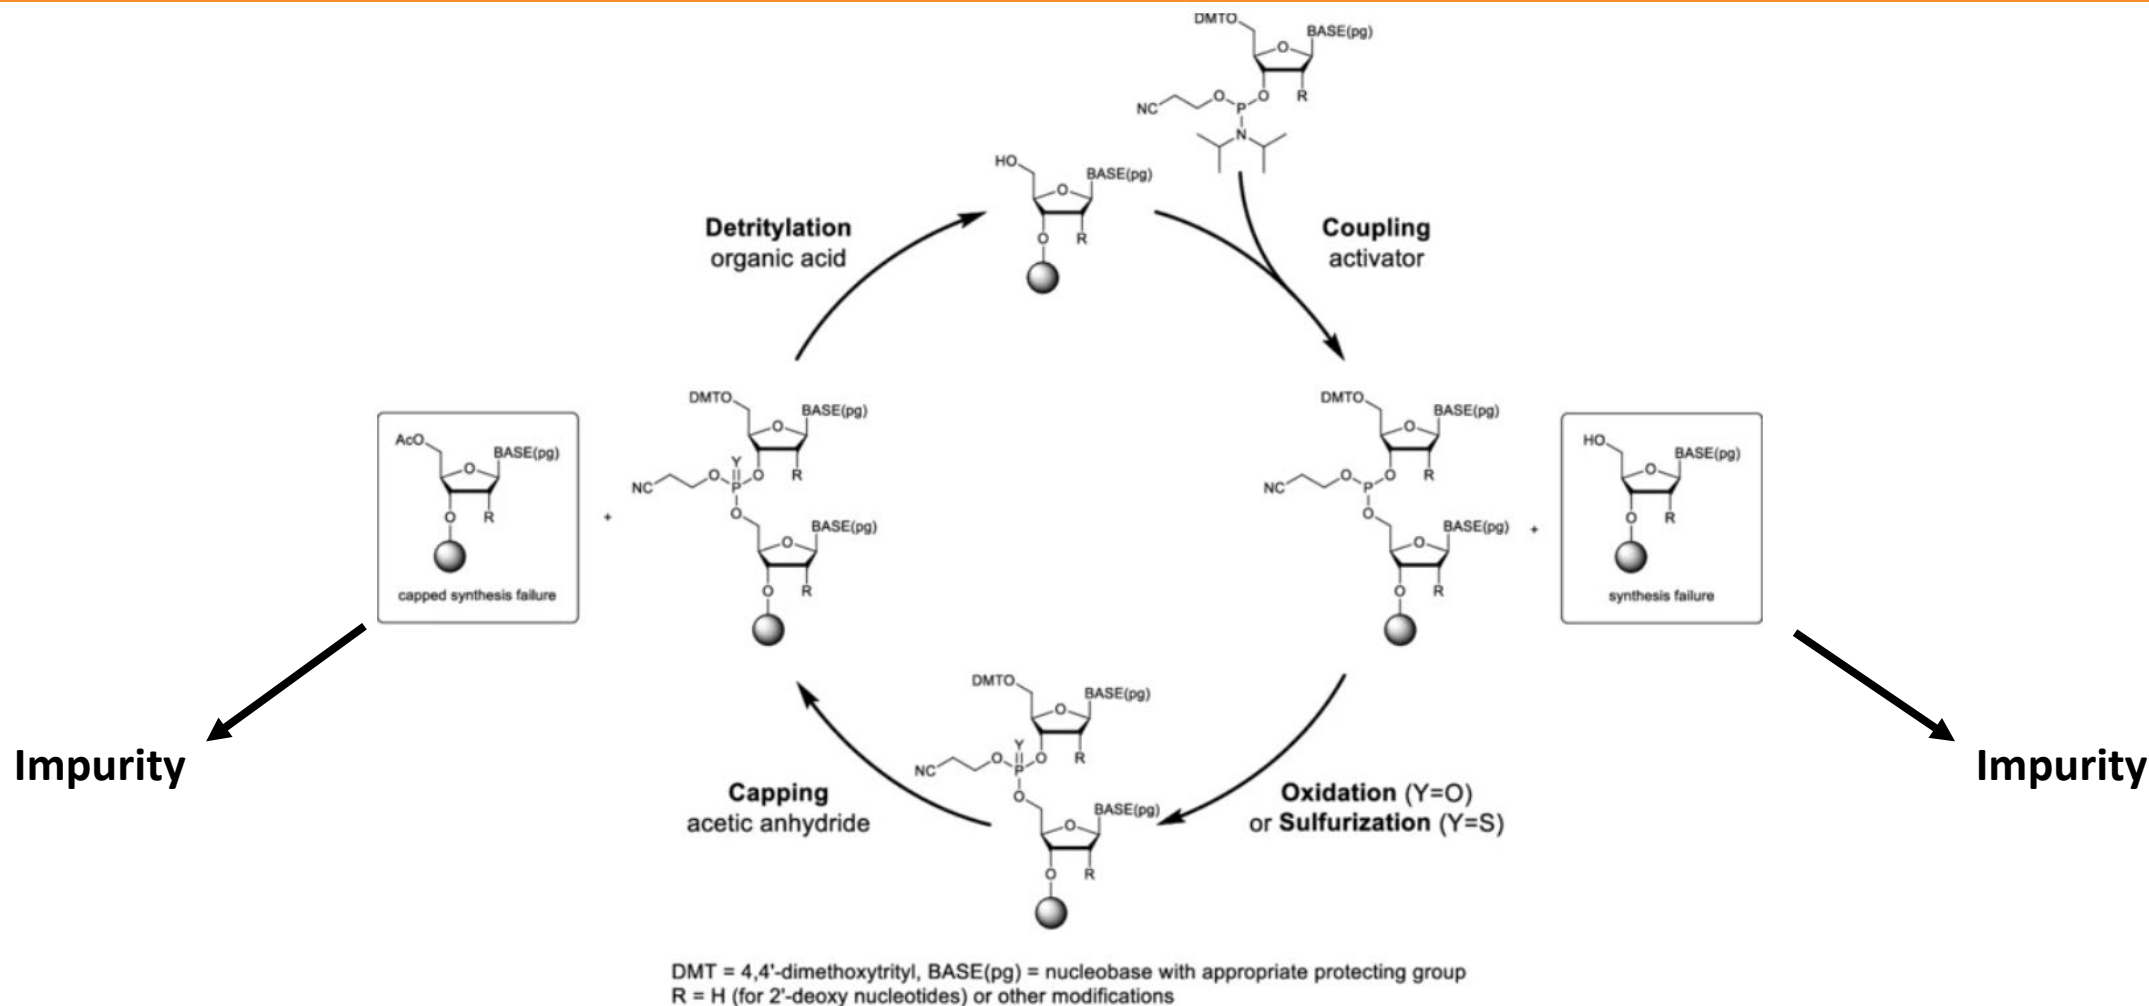 DMTO
BASE(pg)
O
O
O
R
NC
P
N
HO
BASE(pg)
O
O
R
Detritylation
organic acid
Coupling
activator
AcO
BASE(pg)
O
O
R
capped synthesis failure
+
DMTO
BASE(pg)
O
Y
O
O
R
NC
P
O
BASE(pg)
O
O
R
DMTO
BASE(pg)
O
O
O
R
NC
P
O
BASE(pg)
O
O
R
+
HO
BASE(pg)
O
O
R
synthesis failure
Impurity
Impurity
DMTO
BASE(pg)
O
Y
O
O
R
NC
P
O
BASE(pg)
O
O
R
Capping
acetic anhydride
Oxidation (Y=O)
or Sulfurization (Y=S)
DMT = 4,4'-dimethoxytrityl, BASE(pg) = nucleobase with appropriate protecting group
R = H (for 2'-deoxy nucleotides) or other modifications